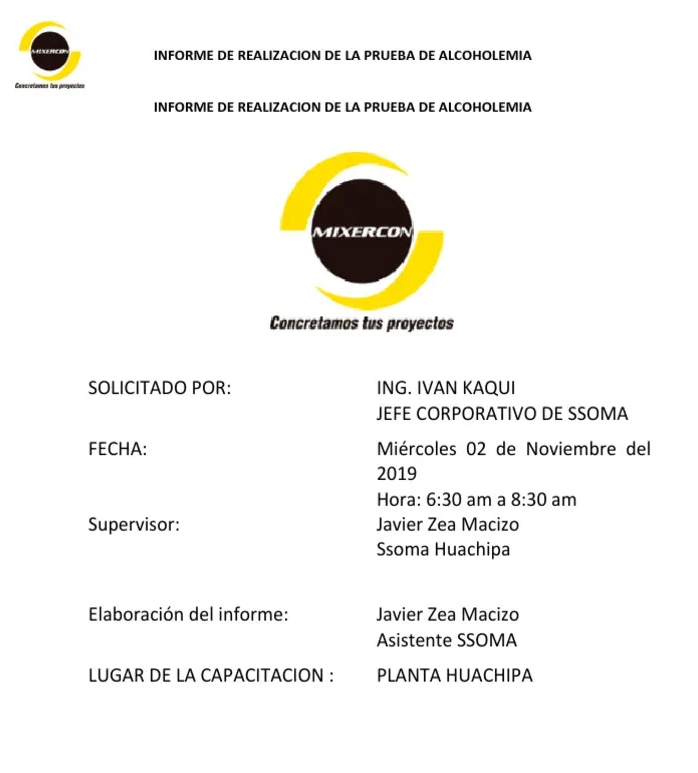 MIXERCON
Concretamos tus proyectos
INFORME DE REALIZACION DE LA PRUEBA DE ALCOHOLEMIA
INFORME DE REALIZACION DE LA PRUEBA DE ALCOHOLEMIA
MIXERCON
Concretamos tus proyectos
SOLICITADO POR: ING. IVAN KAQUI
JEFE CORPORATIVO DE SSOMA
FECHA: Miércoles 02 de Noviembre del
2019
Hora: 6:30 am a 8:30 am
Supervisor: Javier Zea Macizo
Ssoma Huachipa
Elaboración del informe: Javier Zea Macizo
Asistente SSOMA
LUGAR DE LA CAPACITACION : PLANTA HUACHIPA